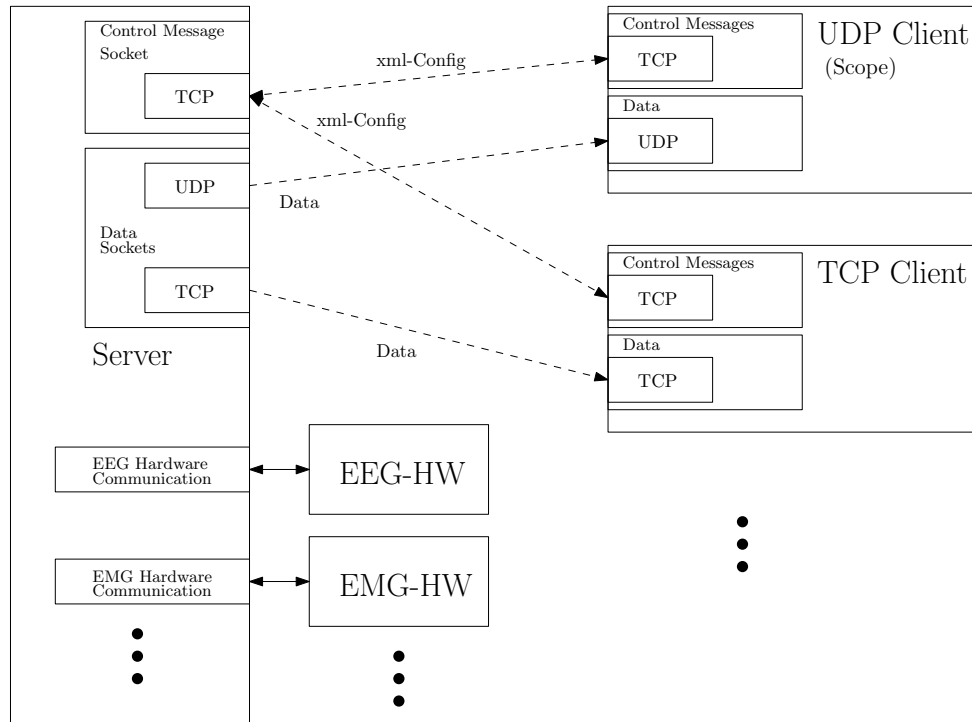 Control Message
Socket
TCP
UDP
Data
Sockets
TCP
Server
EEG Hardware
Communication
EMG Hardware
Communication
xml-Config
xml-Config
Data
Data
EEG-HW
EMG-HW
UDP Client
(Scope)
Control Messages
TCP
Data
UDP
TCP Client
Control Messages
TCP
Data
TCP